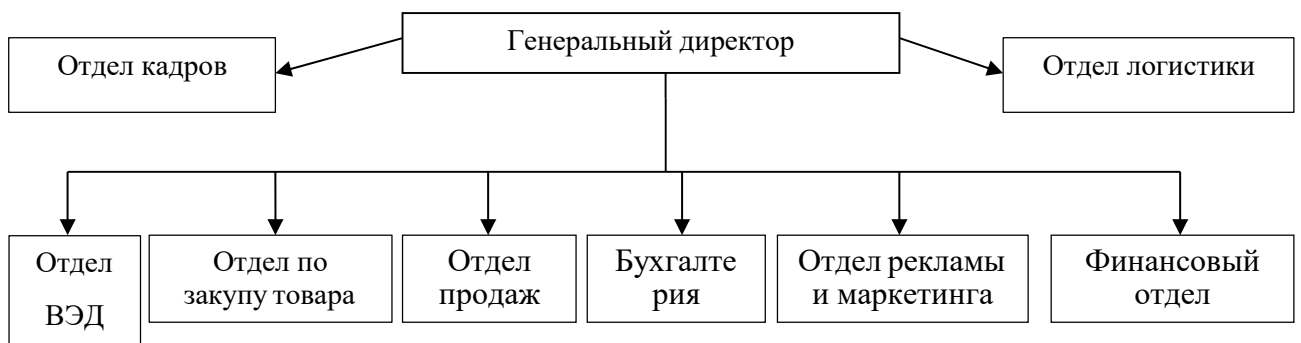 Генеральный директор
Отдел кадров
Отдел логистики
Отдел
ВЭД
Отдел по
закупу товара
Отдел
продаж
Бухгалте
рия
Отдел рекламы
и маркетинга
Финансовый
отдел